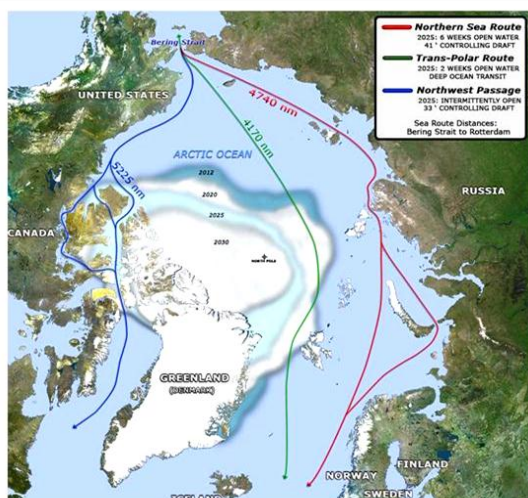 Northern Sea Route
2025: 6 WEEKS OPEN WATER
41' CONTROLLING DRAFT
Trans-Polar Route
2025: 2 WEEKS OPEN WATER
DEEP OCEAN TRANSIT
Northwest Passage
2025: INTERMITTENTLY OPEN
33' CONTROLLING DRAFT
Sea Route Distances:
Bering Strait to Rotterdam
Bering Strait
UNITED STATES
4740 nm
4170 nm
5225 nm
ARCTIC OCEAN
2012
2020
2025
2030
NORTH POLE
RUSSIA
CANADA
GREENLAND
(DENMARK)
NORWAY
FINLAND
SWEDEN
ICELAND